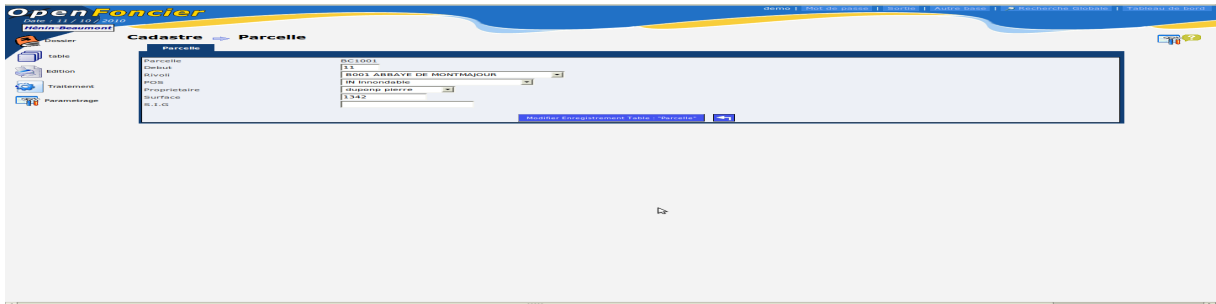 OpenFoncier
Date : 11 / 10 / 2010
Hénin-Beaumont
demo | Mot de passe | Sortie | Autre base | Recherche Globale | Tableau de bord
Dossier
Table
Edition
Traitement
Parametrage
Cadastre Parcelle
Parcelle
Parcelle BC1001
Debut 11
Rivoli B001 ABBAYE DE MONTMAJOUR
POS IN Innondable
Proprietaire duponp pierre
Surface 1342
S.I.G
Modifier Enregistrement Table : "Parcelle"